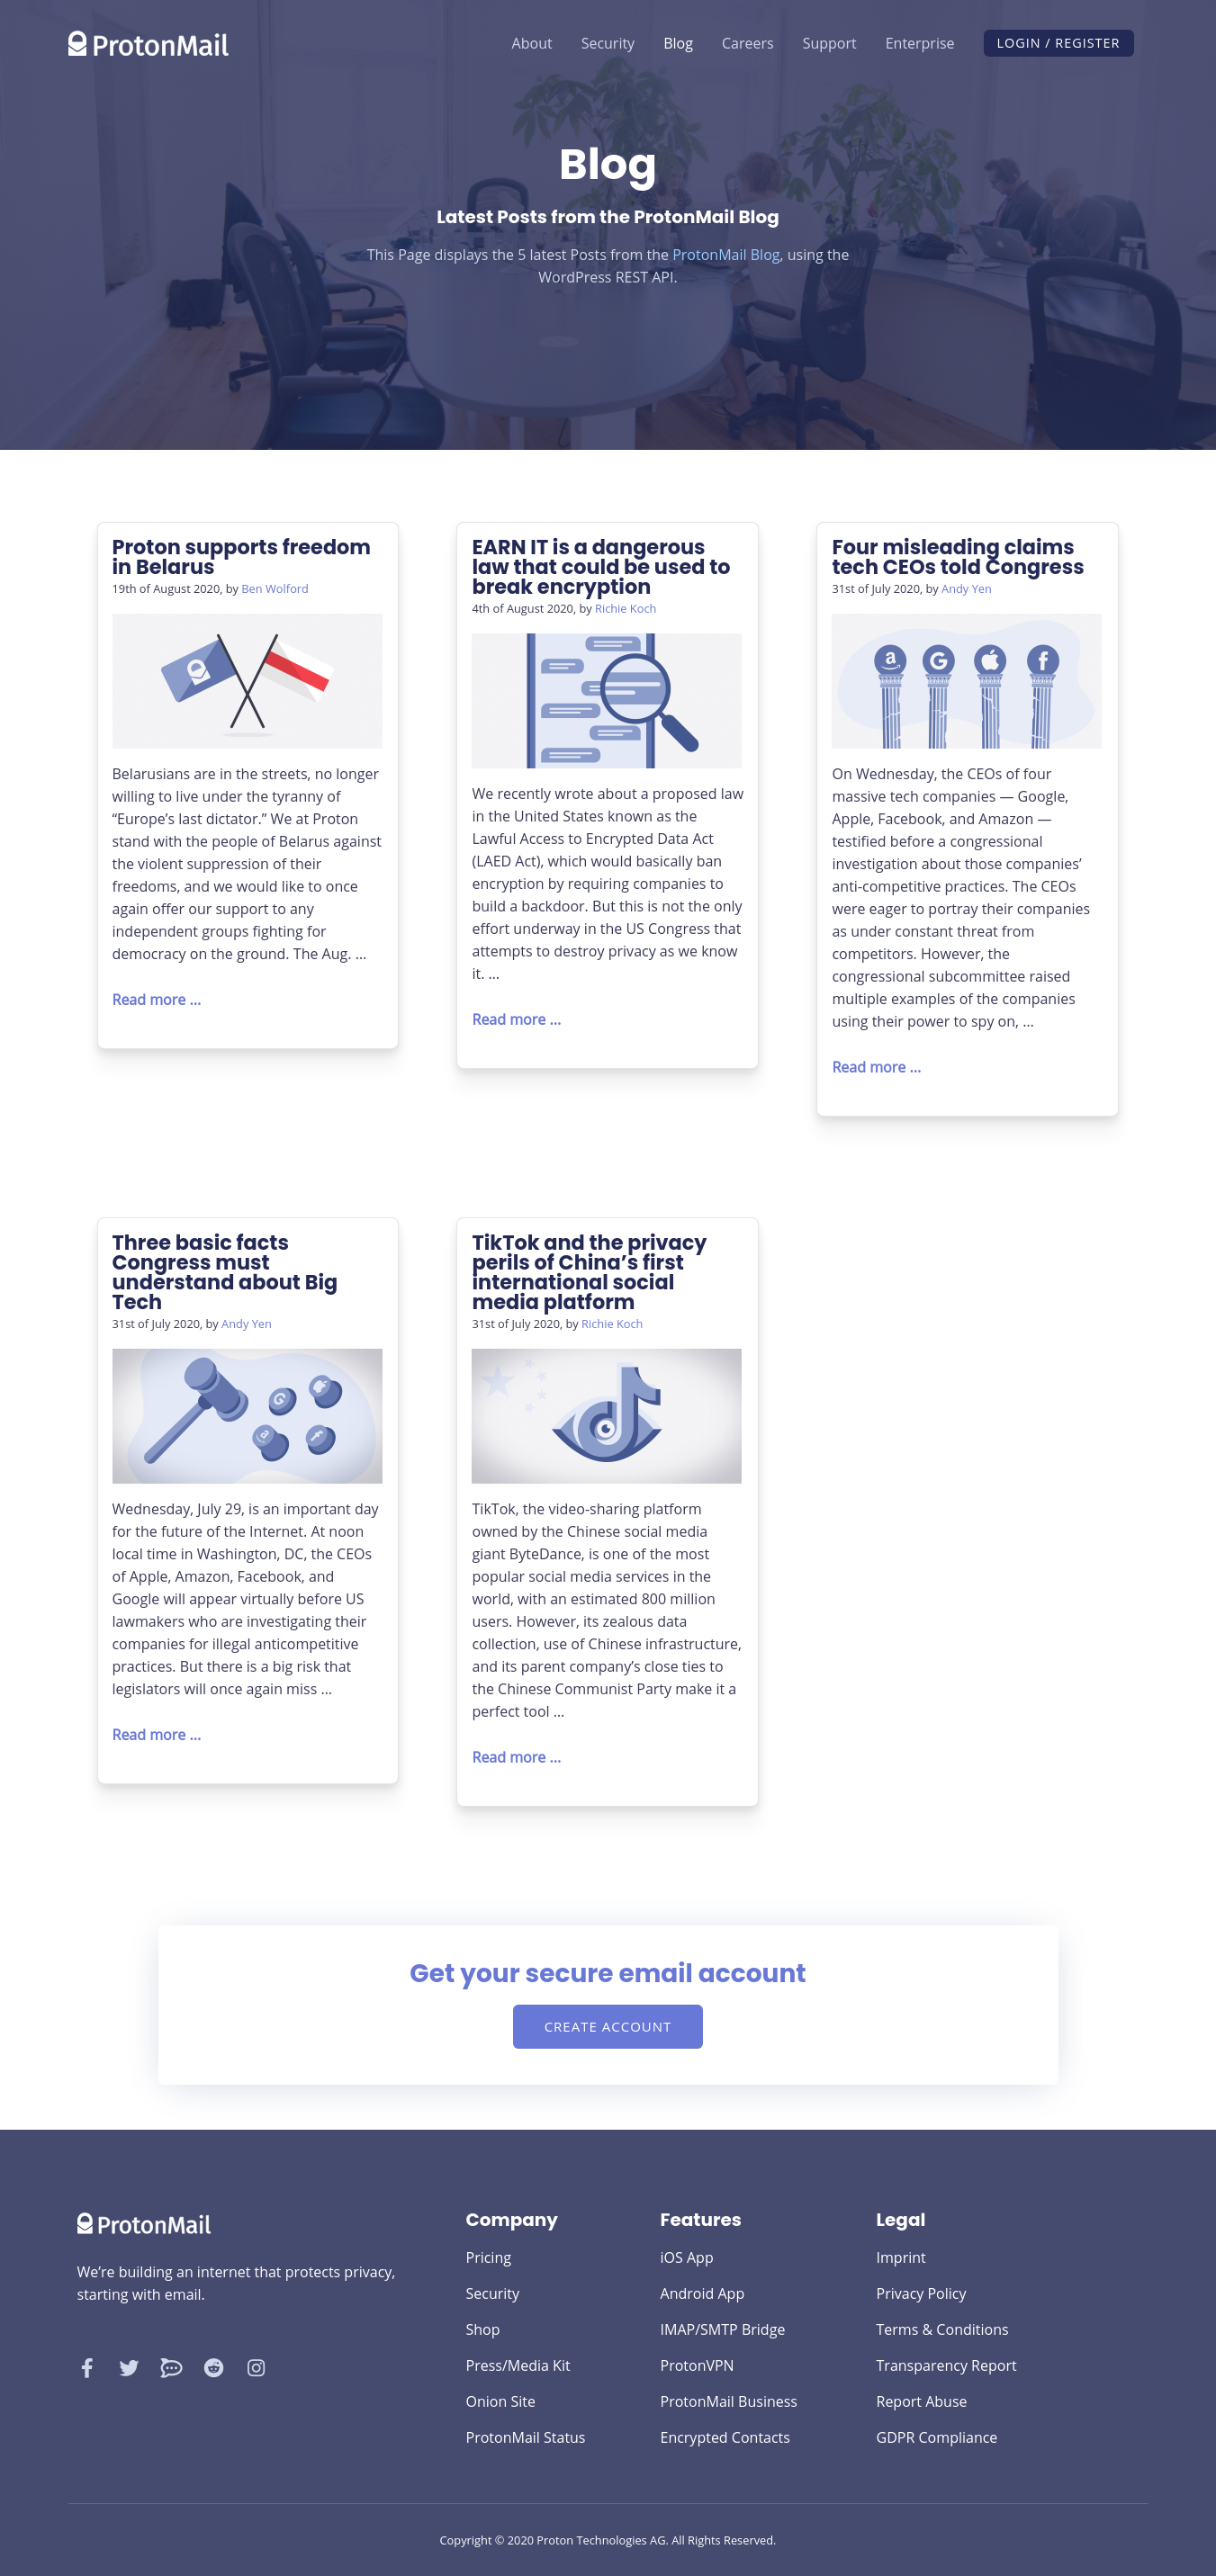 ProtonMail
About Security Blog Careers Support Enterprise LOGIN / REGISTER
Blog
Latest Posts from the ProtonMail Blog
This Page displays the 5 latest Posts from the ProtonMail Blog, using the
WordPress REST API.
Proton supports freedom
in Belarus
19th of August 2020, by Ben Wolford
Belarusians are in the streets, no longer
willing to live under the tyranny of
“Europe’s last dictator.” We at Proton
stand with the people of Belarus against
the violent suppression of their
freedoms, and we would like to once
again offer our support to any
independent groups fighting for
democracy on the ground. The Aug. ...
Read more ...
EARN IT is a dangerous
law that could be used to
break encryption
4th of August 2020, by Richie Koch
We recently wrote about a proposed law
in the United States known as the
Lawful Access to Encrypted Data Act
(LAED Act), which would basically ban
encryption by requiring companies to
build a backdoor. But this is not the only
effort underway in the US Congress that
attempts to destroy privacy as we know
it. ...
Read more ...
Four misleading claims
tech CEOs told Congress
31st of July 2020, by Andy Yen
On Wednesday, the CEOs of four
massive tech companies — Google,
Apple, Facebook, and Amazon —
testified before a congressional
investigation about those companies’
anti-competitive practices. The CEOs
were eager to portray their companies
as under constant threat from
competitors. However, the
congressional subcommittee raised
multiple examples of the companies
using their power to spy on, ...
Read more ...
Three basic facts
Congress must
understand about Big
Tech
31st of July 2020, by Andy Yen
Wednesday, July 29, is an important day
for the future of the Internet. At noon
local time in Washington, DC, the CEOs
of Apple, Amazon, Facebook, and
Google will appear virtually before US
lawmakers who are investigating their
companies for illegal anticompetitive
practices. But there is a big risk that
legislators will once again miss ...
Read more ...
TikTok and the privacy
perils of China’s first
international social
media platform
31st of July 2020, by Richie Koch
TikTok, the video-sharing platform
owned by the Chinese social media
giant ByteDance, is one of the most
popular social media services in the
world, with an estimated 800 million
users. However, its zealous data
collection, use of Chinese infrastructure,
and its parent company’s close ties to
the Chinese Communist Party make it a
perfect tool ...
Read more ...
Get your secure email account
CREATE ACCOUNT
ProtonMail
We’re building an internet that protects privacy,
starting with email.
Company
Pricing
Security
Shop
Press/Media Kit
Onion Site
ProtonMail Status
Features
iOS App
Android App
IMAP/SMTP Bridge
ProtonVPN
ProtonMail Business
Encrypted Contacts
Legal
Imprint
Privacy Policy
Terms & Conditions
Transparency Report
Report Abuse
GDPR Compliance
Copyright © 2020 Proton Technologies AG. All Rights Reserved.